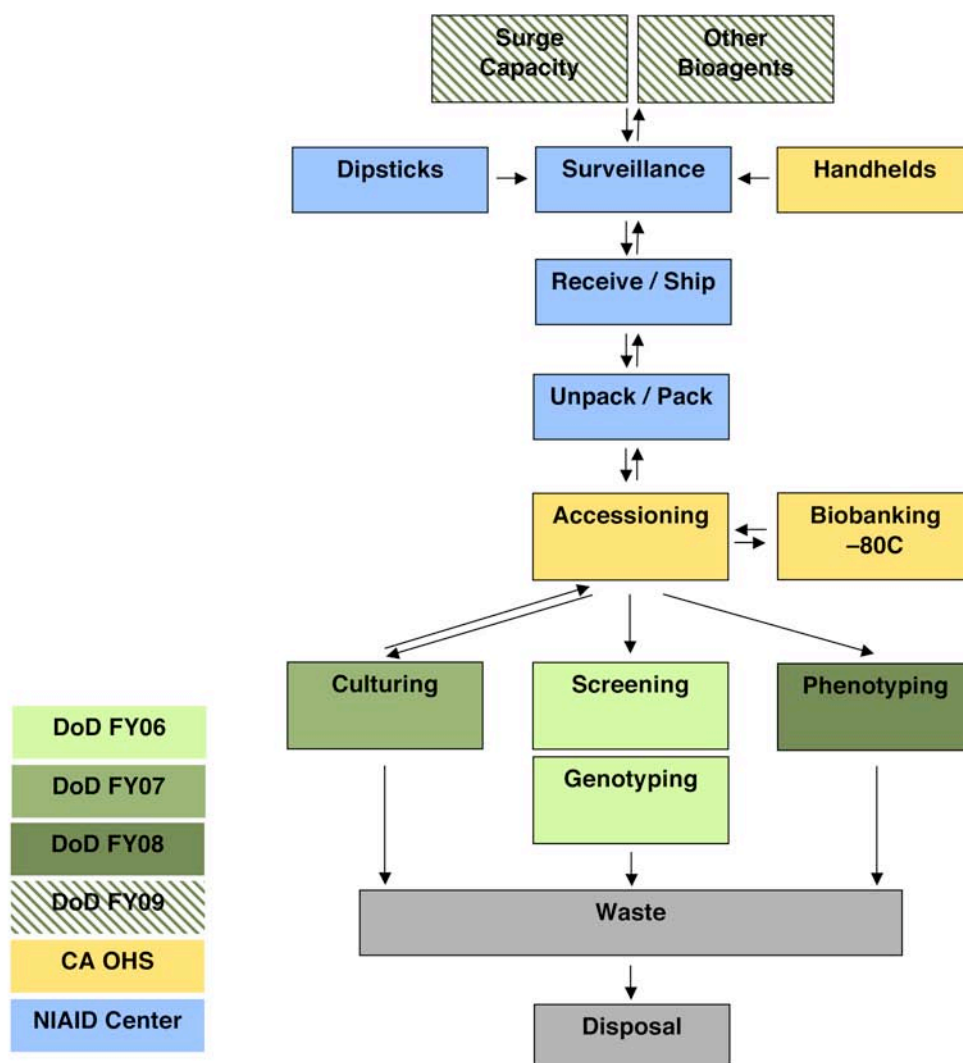 Surge
Capacity
Other
Bioagents
Dipsticks
Surveillance
Handhelds
Receive / Ship
Unpack / Pack
Accessioning
Biobanking
–80C
Culturing
Screening
Phenotyping
Genotyping
Waste
Disposal
DoD FY06
DoD FY07
DoD FY08
DoD FY09
CA OHS
NIAID Center